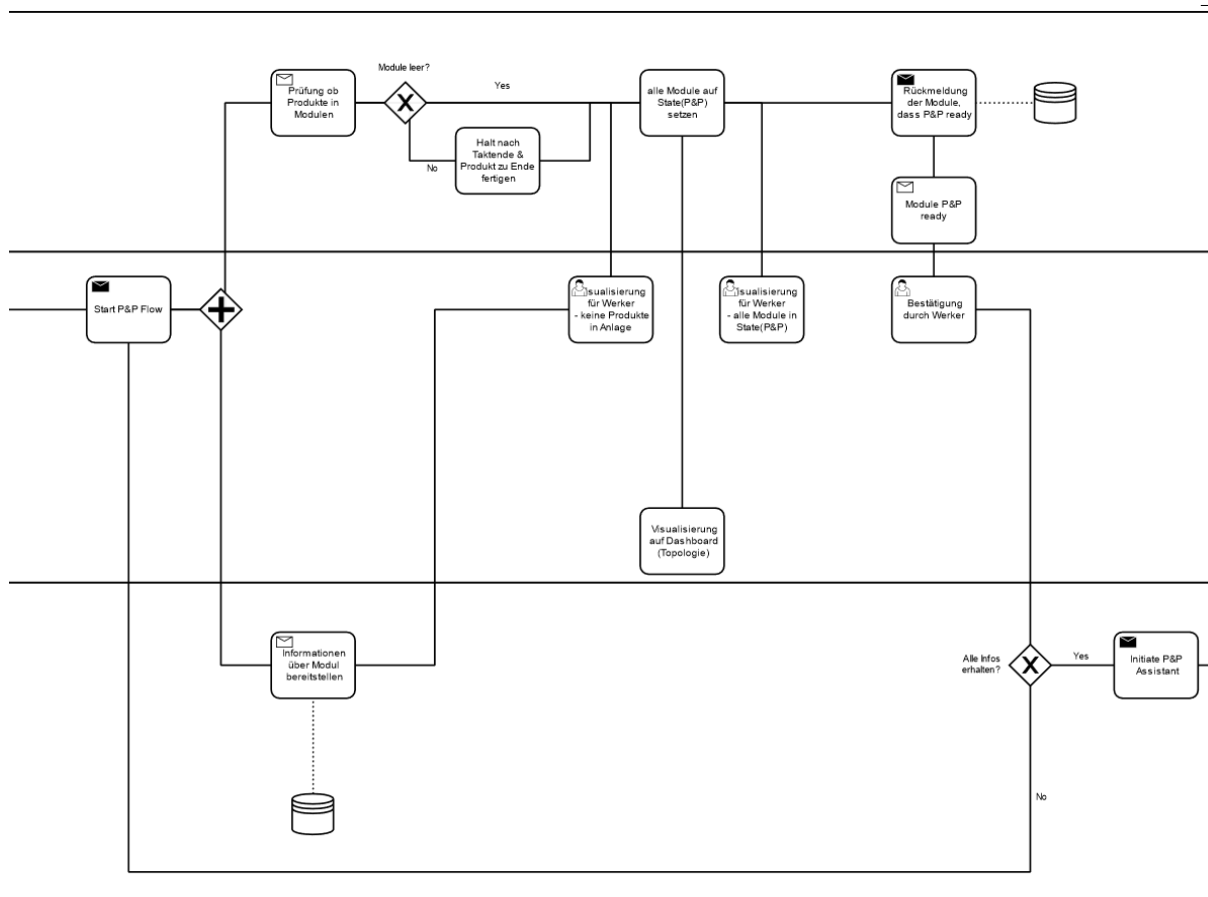 Module leer?
Yes
Prüfung ob
Produkte in
Modulen
alle Module auf
State(P&P)
setzen
Rückmeldung
der Module,
dass P&P ready
Halt nach
Taktende &
Produkt zu Ende
fertigen
No
Module P&P
ready
Start P&P Flow
sualisierung
für Werker
- keine Produkte
in Anlage
sualisierung
für Werker
- alle Module in
State(P&P)
Bestätigung
durch Werker
Visualisierung
auf Dashboard
(Topologie)
Informationen
über Modul
bereitstellen
Alle Infos
erhalten?
Yes
Initiate P&P
Assistant
No